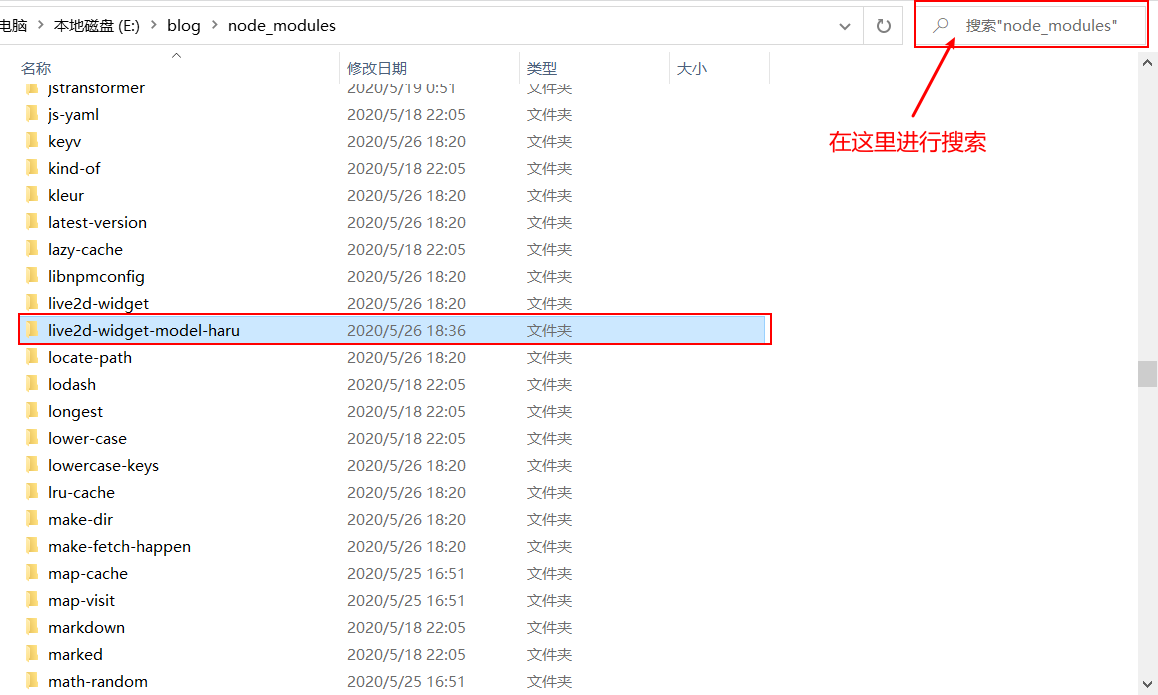 电脑 › 本地磁盘 (E:) › blog › node_modules
搜索"node_modules"
在这里进行搜索
名称 修改日期 类型 大小
jstransformer 2020/5/19 0:51 文件夹
js-yaml 2020/5/18 22:05 文件夹
keyv 2020/5/26 18:20 文件夹
kind-of 2020/5/18 22:05 文件夹
kleur 2020/5/26 18:20 文件夹
latest-version 2020/5/26 18:20 文件夹
lazy-cache 2020/5/18 22:05 文件夹
libnpmconfig 2020/5/26 18:20 文件夹
live2d-widget 2020/5/26 18:20 文件夹
live2d-widget-model-haru 2020/5/26 18:36 文件夹
locate-path 2020/5/26 18:20 文件夹
lodash 2020/5/18 22:05 文件夹
longest 2020/5/18 22:05 文件夹
lower-case 2020/5/18 22:05 文件夹
lowercase-keys 2020/5/26 18:20 文件夹
lru-cache 2020/5/26 18:20 文件夹
make-dir 2020/5/26 18:20 文件夹
make-fetch-happen 2020/5/26 18:20 文件夹
map-cache 2020/5/25 16:51 文件夹
map-visit 2020/5/25 16:51 文件夹
markdown 2020/5/18 22:05 文件夹
marked 2020/5/18 22:05 文件夹
math-random 2020/5/25 16:51 文件夹